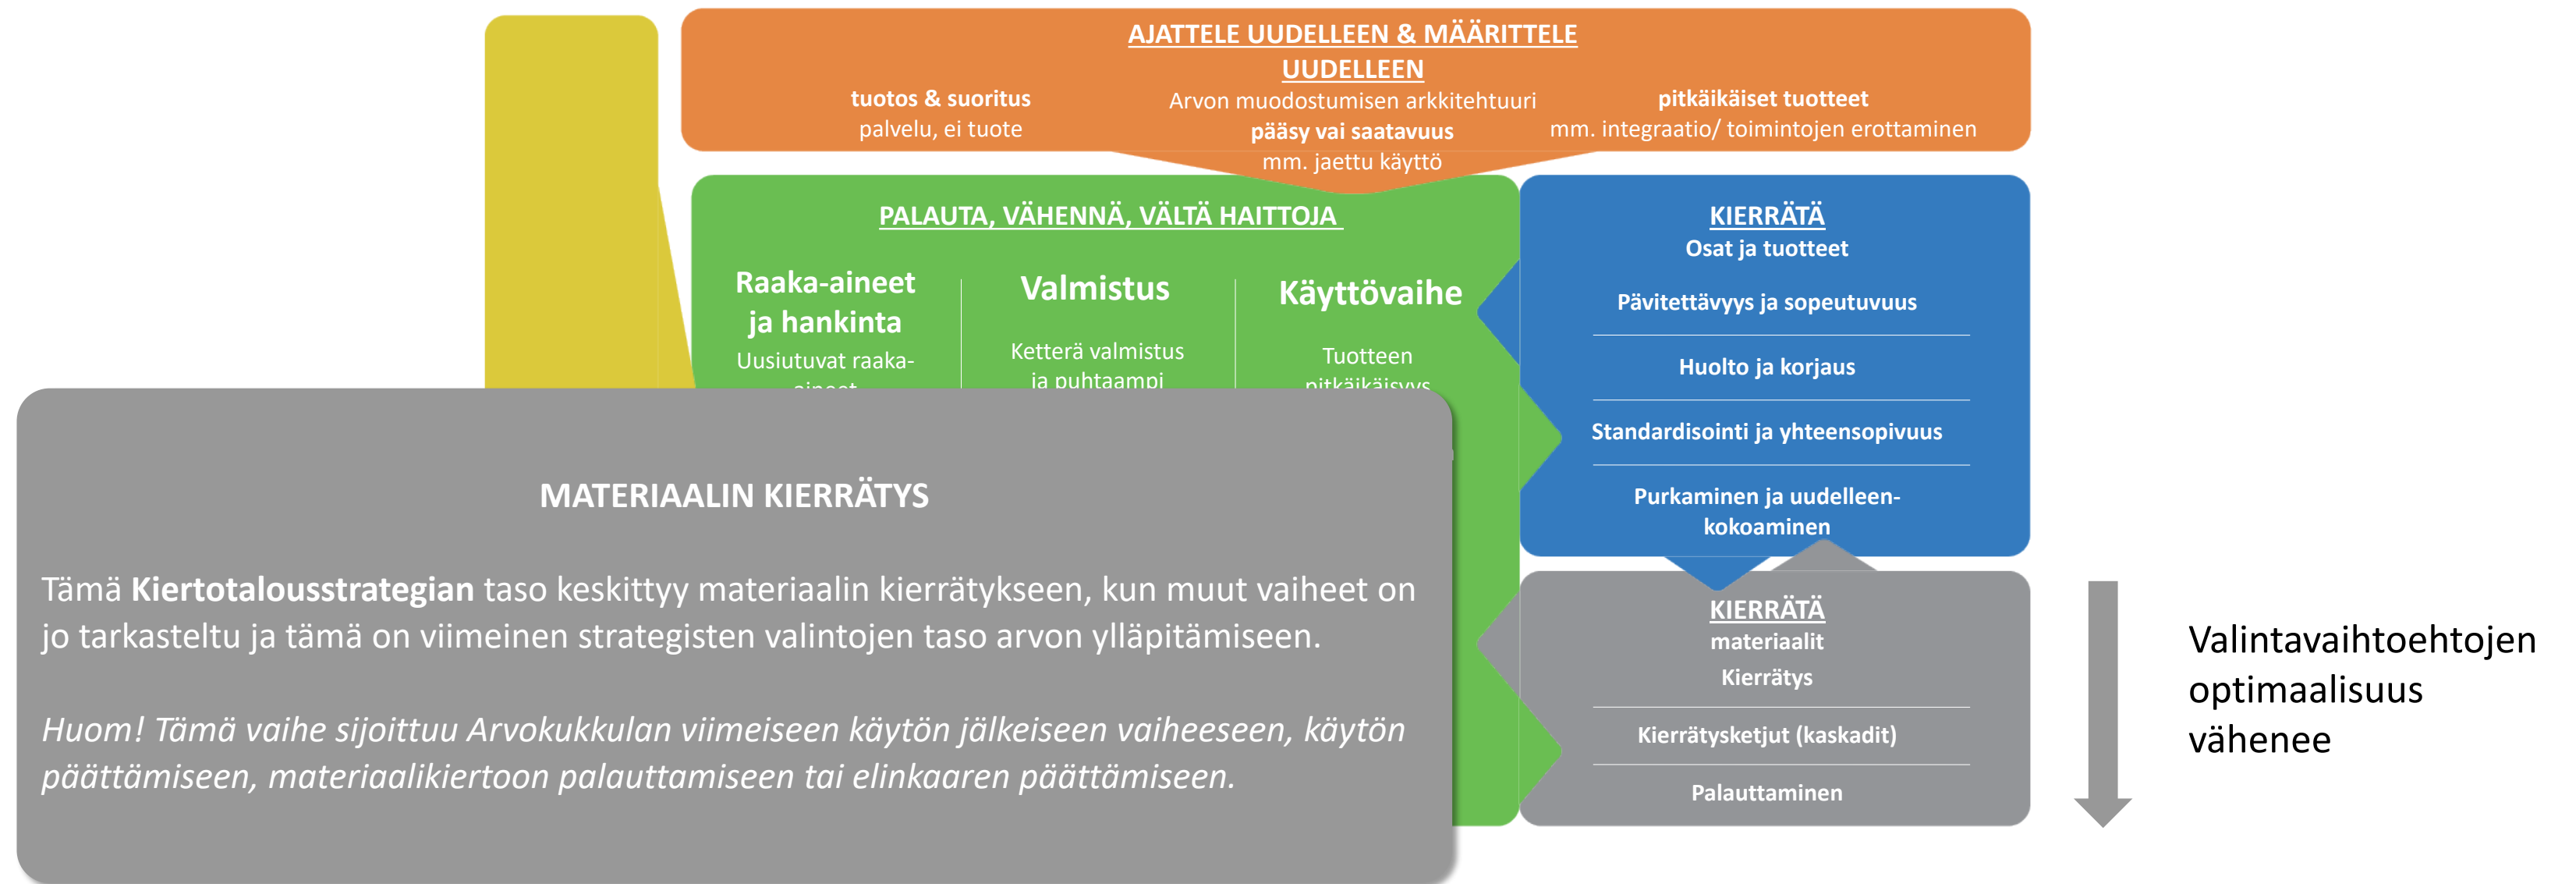 AJATTELE UUDELLEEN & MÄÄRITTELE
UUDELLEEN
tuotos & suoritus
palvelu, ei tuote
Arvon muodostumisen arkkitehtuuri
pääsy vai saatavuus
mm. jaettu käyttö
pitkäikäiset tuotteet
mm. integraatio/ toimintojen erottaminen
PALAUTA, VÄHENNÄ, VÄLTÄ HAITTOJA
Raaka-aineet
ja hankinta
Uusiutuvat raaka-
aineet
Valmistus
Ketterä valmistus
ja puhtaampi
Käyttövaihe
Tuotteen
pitkäikäisyys
KIERRÄTÄ
Osat ja tuotteet
Pävitettävyys ja sopeutuvuus
Huolto ja korjaus
Standardisointi ja yhteensopivuus
Purkaminen ja uudelleen-
kokoaminen
MATERIAALIN KIERRÄTYS
Tämä Kiertotalousstrategian taso keskittyy materiaalin kierrätykseen, kun muut vaiheet on
jo tarkasteltu ja tämä on viimeinen strategisten valintojen taso arvon ylläpitämiseen.
Huom! Tämä vaihe sijoittuu Arvokukkulan viimeiseen käytön jälkeiseen vaiheeseen, käytön
päättämiseen, materiaalikiertoon palauttamiseen tai elinkaaren päättämiseen.
KIERRÄTÄ
materiaalit
Kierrätys
Kierrätysketjut (kaskadit)
Palauttaminen
Valintavaihtoehtojen
optimaalisuus
vähenee